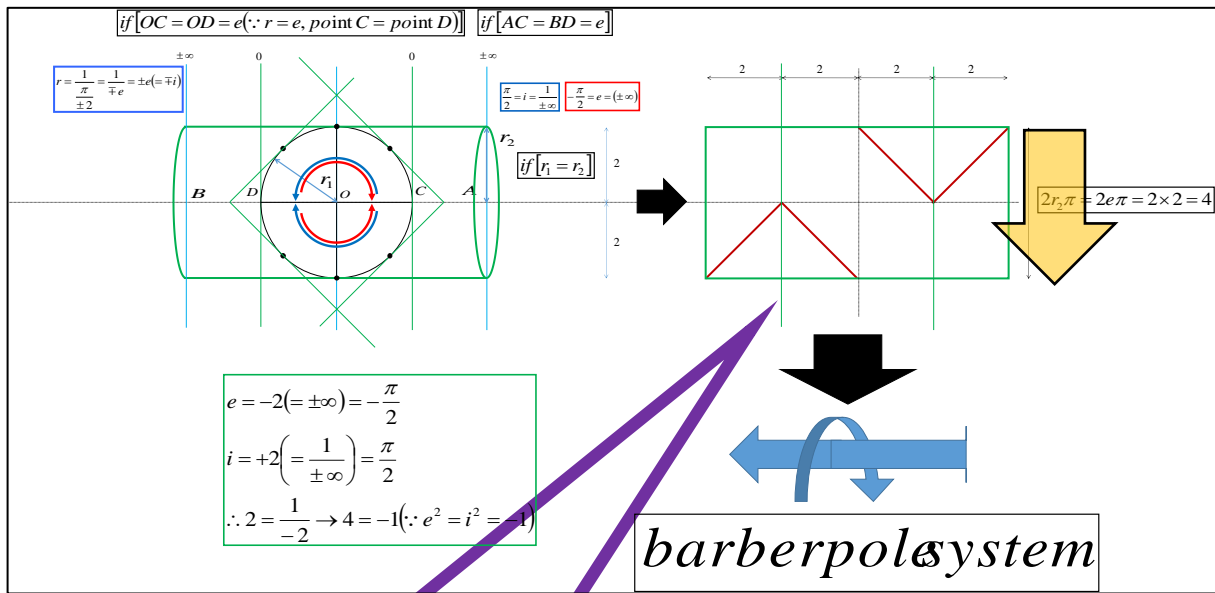 if[OC=OD=e(∵r=e, point C=point D)]
if[AC=BD=e]
±∞
0
0
±∞
r=1/(π/±2)=1/∓e=±e(=∓i)
π/2=i=1/±∞
-π/2=e=(±∞)
2
2
2
2
r₂
if[r₁=r₂]
2
2
B
D
r₁
O
C
A
2r₂π=2eπ=2×2=4
e=-2(=±∞)=-π/2
i=+2(=1/±∞)=π/2
∴2=1/-2→4=-1(∵e²=i²=-1)
barberpolesystem